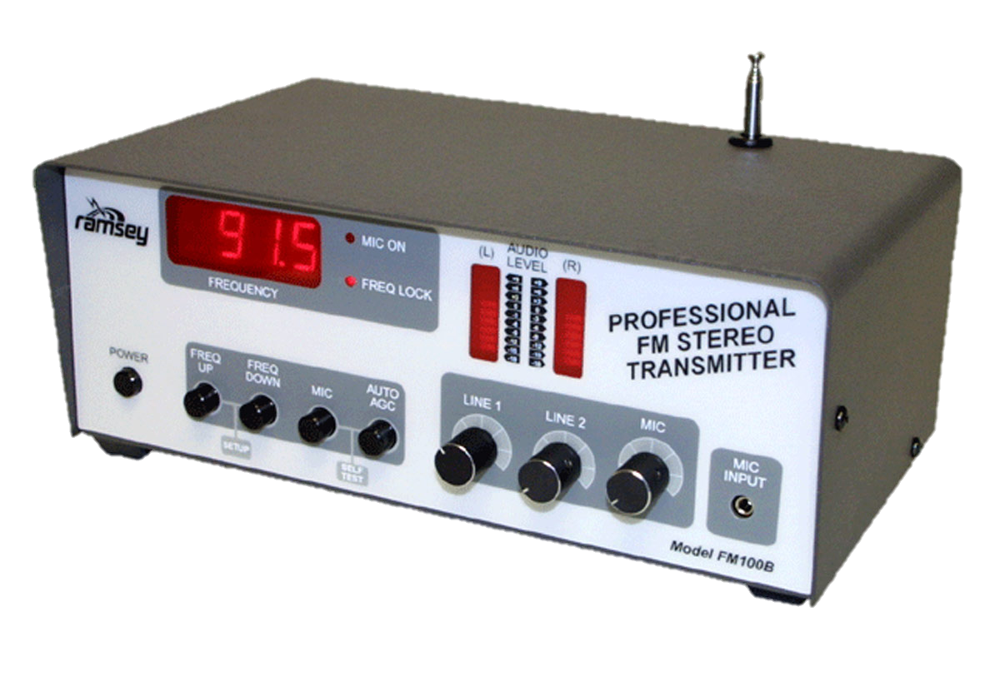 ramsey
91.5
FREQUENCY
MIC ON
FREQ LOCK
(L)
AUDIO
LEVEL
(R)
PROFESSIONAL
FM STEREO
TRANSMITTER
POWER
FREQ
UP
FREQ
DOWN
MIC
AUTO
AGC
SETUP
SELF
TEST
LINE 1
LINE 2
MIC
MIC
INPUT
Model FM100B